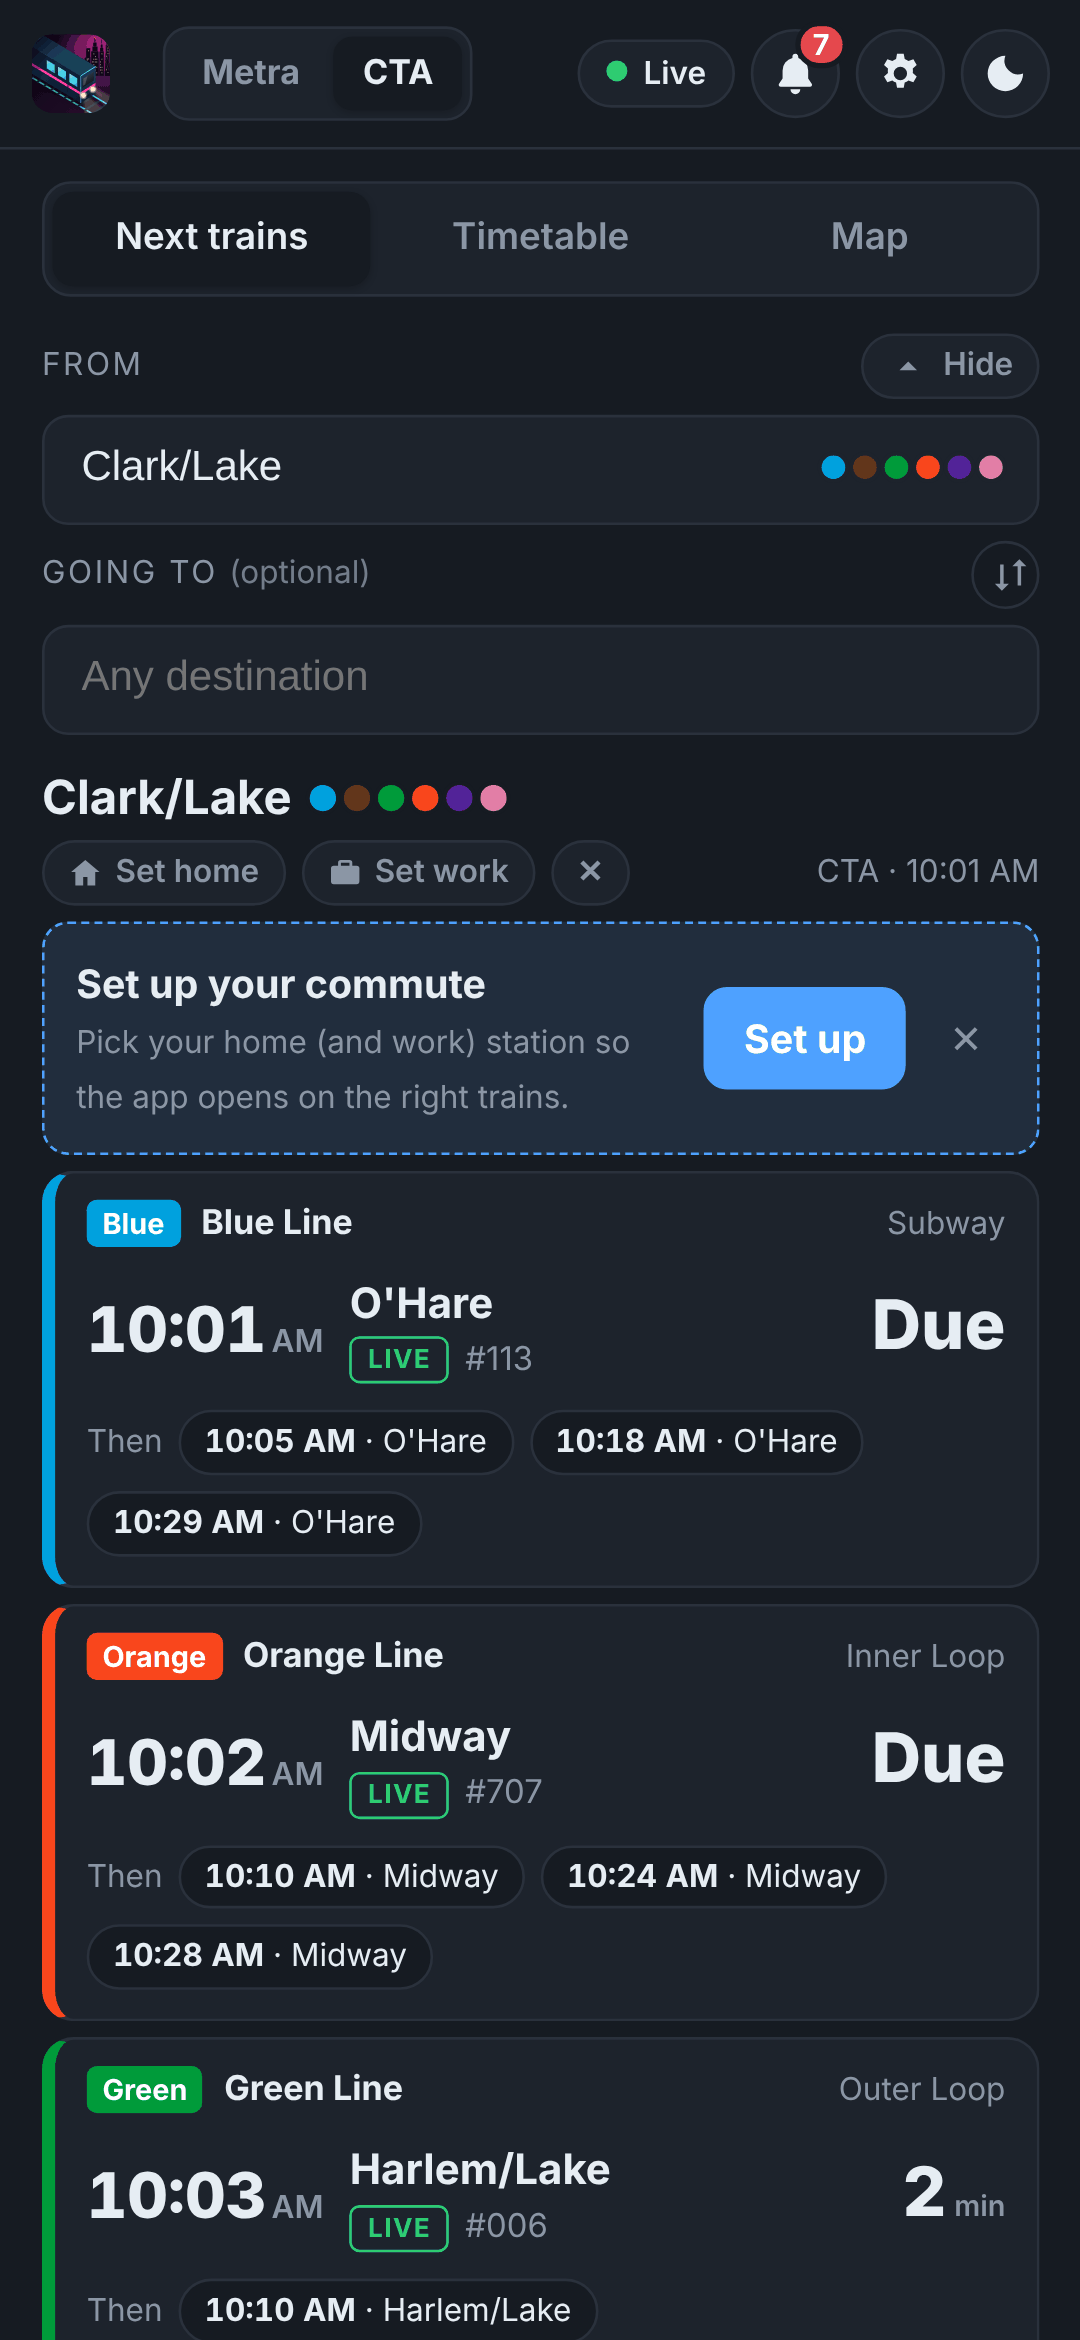 Metra CTA Live 7
Next trains Timetable Map
FROM Hide
Clark/Lake
GOING TO (optional)
Any destination
Clark/Lake
Set home Set work × CTA · 10:01 AM
Set up your commute
Pick your home (and work) station so
the app opens on the right trains.
Set up ×
Blue Blue Line Subway
10:01 AM O'Hare Due
LIVE #113
Then 10:05 AM · O'Hare 10:18 AM · O'Hare
10:29 AM · O'Hare
Orange Orange Line Inner Loop
10:02 AM Midway Due
LIVE #707
Then 10:10 AM · Midway 10:24 AM · Midway
10:28 AM · Midway
Green Green Line Outer Loop
10:03 AM Harlem/Lake 2 min
LIVE #006
Then 10:10 AM · Harlem/Lake